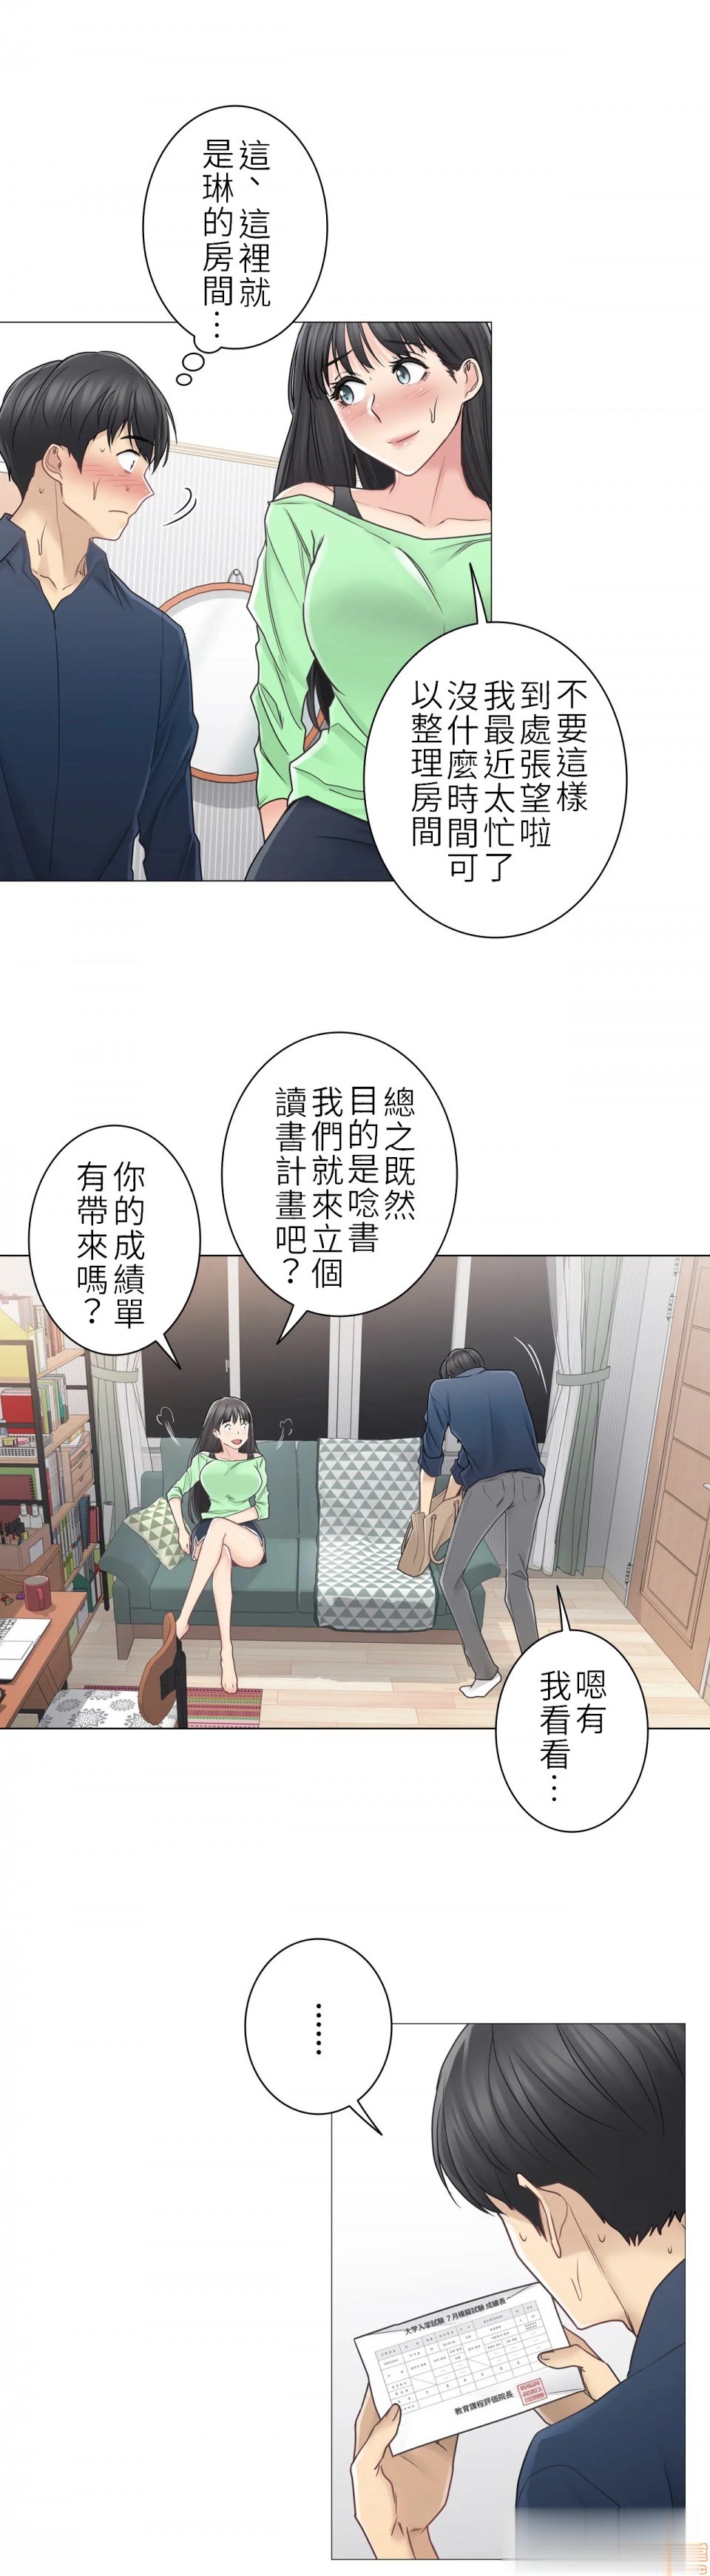 這、這裡就
是琳的房間…
不要這樣
到處張望啦
我最近太忙了
沒什麼時間可
以整理房間
總之既然
目的是唸書
我們就來立個
讀書計畫吧？
你的成績單
有帶來嗎？
嗯有
我看看…
……
大学入学試験 7月模擬試験 成績表
教育課程評価院長